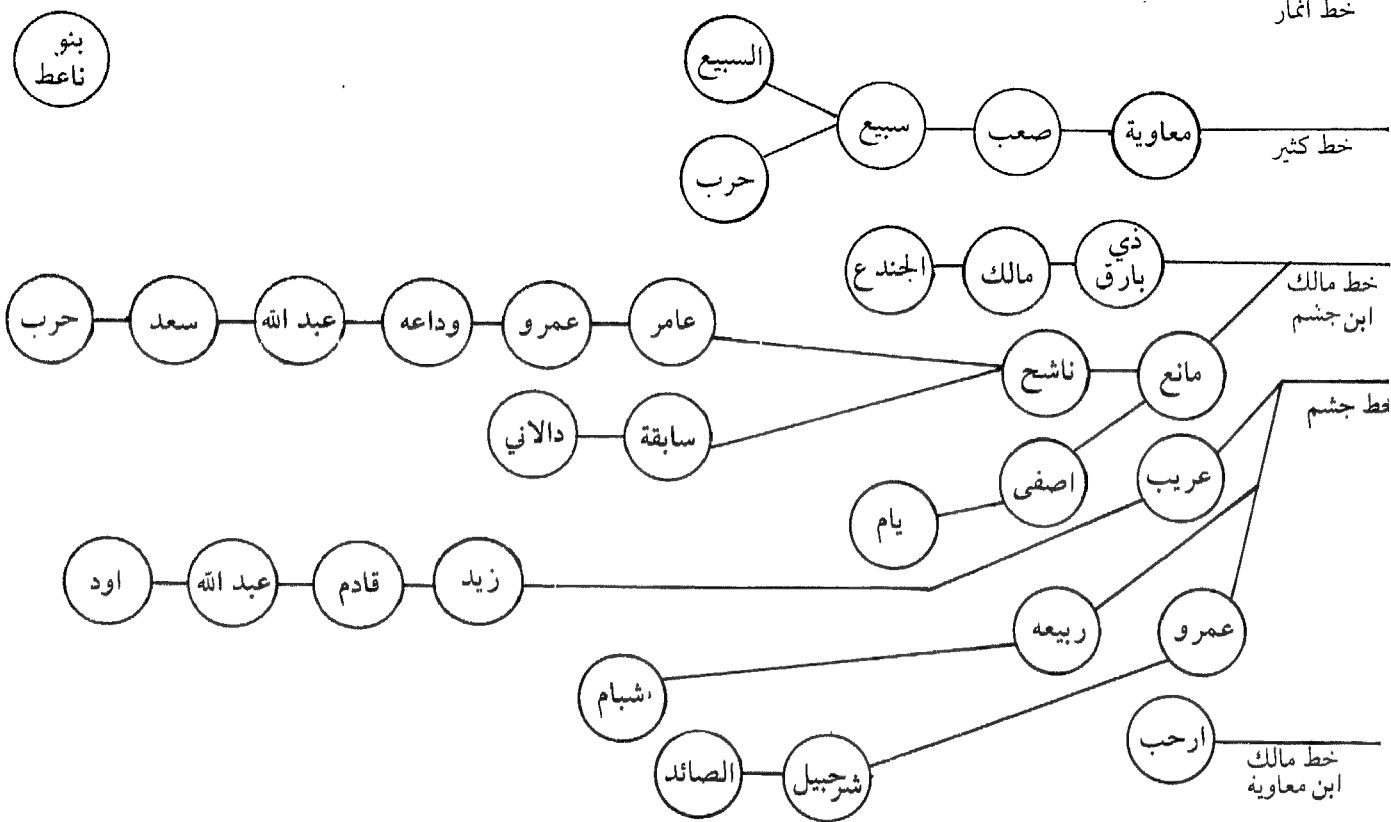 خط انمار
السبيع
بنو
ناعط
معاوية
صعب
سبيع
خط كثير
حرب
ذي
بارق
مالك
الجندع
خط مالك
ابن جشم
عامر
عمرو
وداعه
عبد الله
سعد
حرب
مانع
ناشح
خط جشم
سابقة
دالاني
عريب
اصفى
يام
زيد
قادم
عبد الله
اود
عمرو
ربيعه
شبام
ارحب
خط مالك
ابن معاوية
شرحبيل
الصائد